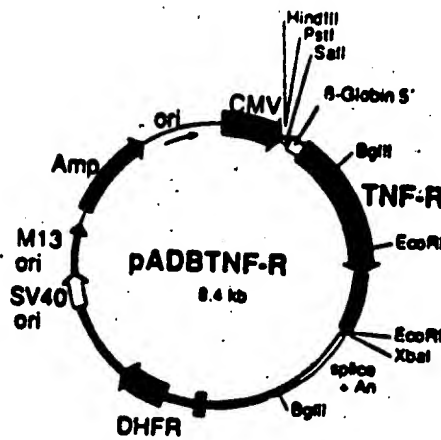 HindIII
PstI
SalI
CMV
ß-Globin 5'
ori
BglII
Amp
TNF-R
M13
ori
EcoRI
pADBTNF-R
SV40
ori
8.4 kb
EcoRI
XbaI
splice
+ An
BglII
DHFR